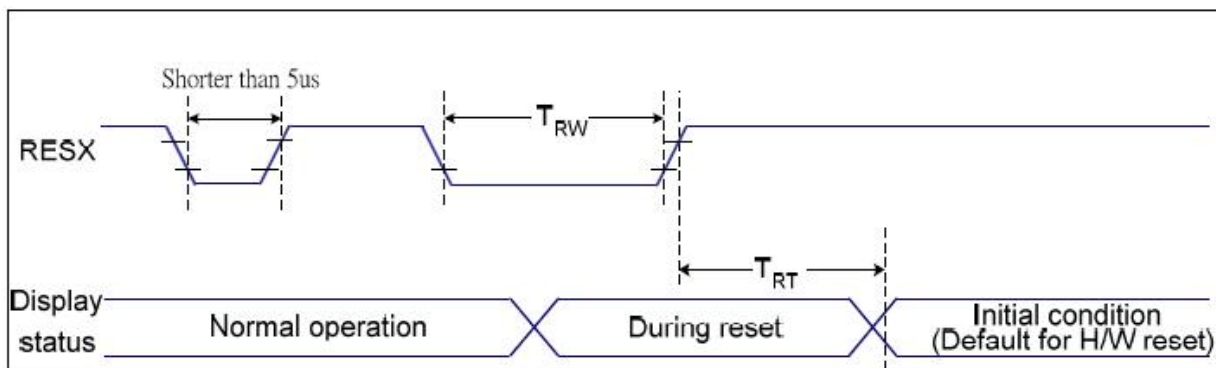 Shorter than 5us
RESX
TRW
TRT
Display
status
Normal operation
During reset
Initial condition
(Default for H/W reset)